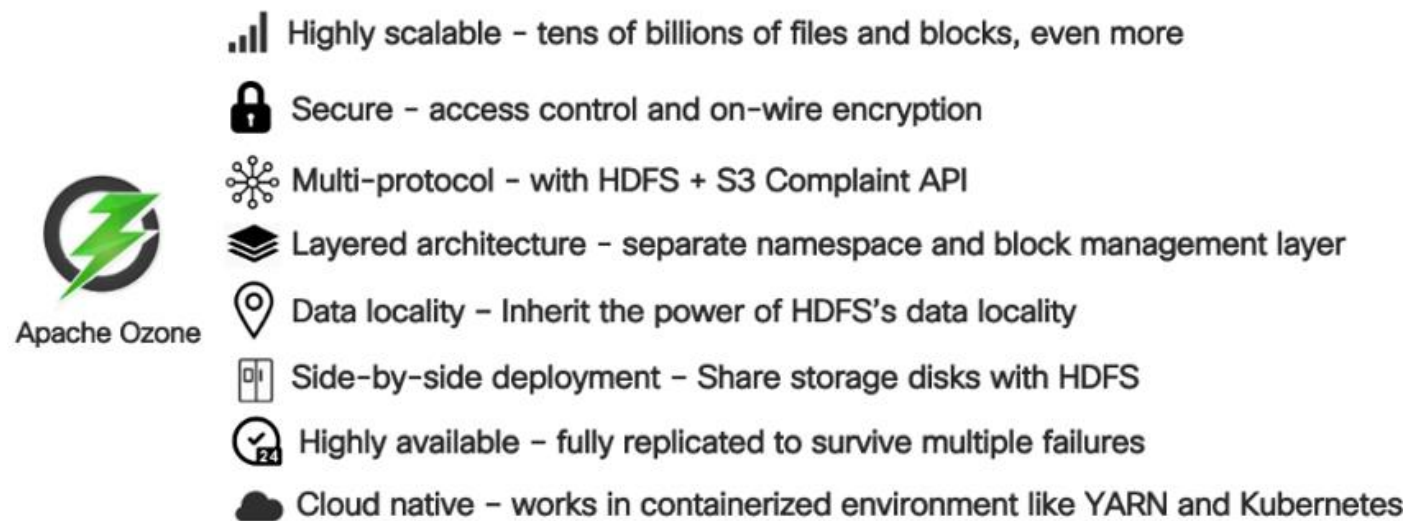 Highly scalable - tens of billions of files and blocks, even more
Secure - access control and on-wire encryption
Multi-protocol - with HDFS + S3 Complaint API
Layered architecture - separate namespace and block management layer
Data locality – Inherit the power of HDFS's data locality
Apache Ozone
Side-by-side deployment – Share storage disks with HDFS
24
Highly available – fully replicated to survive multiple failures
Cloud native – works in containerized environment like YARN and Kubernetes